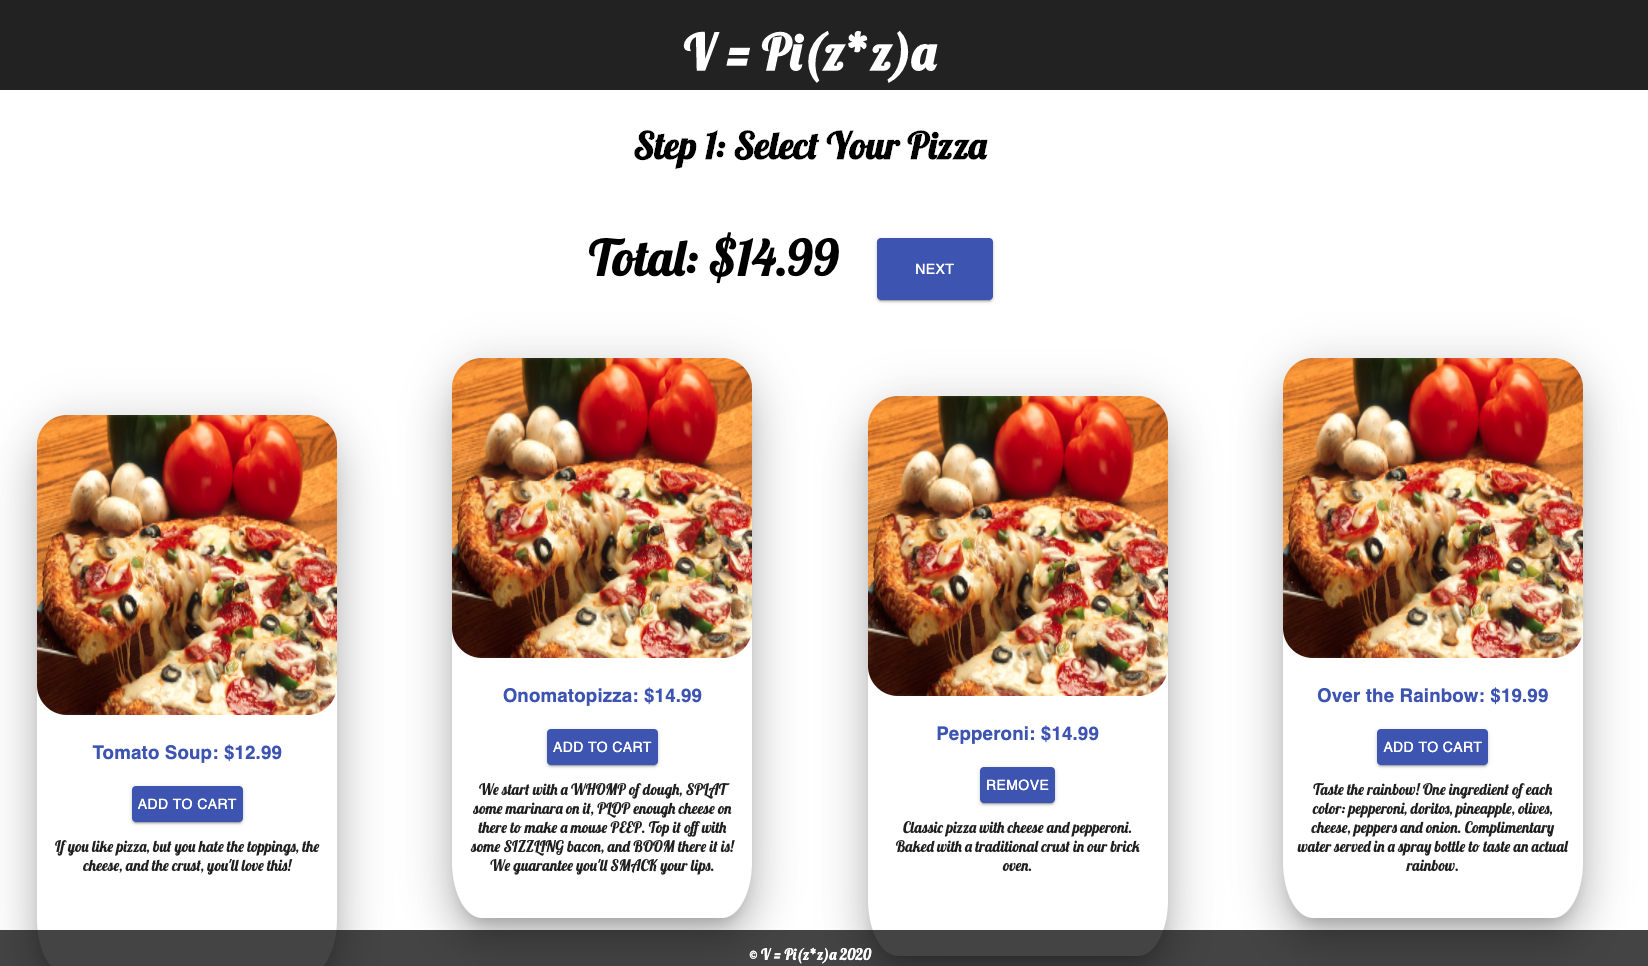 V = Pi(z*z)a
Step 1: Select Your Pizza
Total: $14.99
NEXT
Tomato Soup: $12.99
ADD TO CART
If you like pizza, but you hate the toppings, the
cheese, and the crust, you'll love this!
Onomatopizza: $14.99
ADD TO CART
We start with a WHOMP of dough, SPLAT
some marinara on it, PLOP enough cheese on
there to make a mouse PEEP. Top it off with
some SIZZLING bacon, and BOOM there it is!
We guarantee you'll SMACK your lips.
Pepperoni: $14.99
REMOVE
Classic pizza with cheese and pepperoni.
Baked with a traditional crust in our brick
oven.
Over the Rainbow: $19.99
ADD TO CART
Taste the rainbow! One ingredient of each
color: pepperoni, doritos, pineapple, olives,
cheese, peppers and onion. Complimentary
water served in a spray bottle to taste an actual
rainbow.
© V = Pi(z*z)a 2020